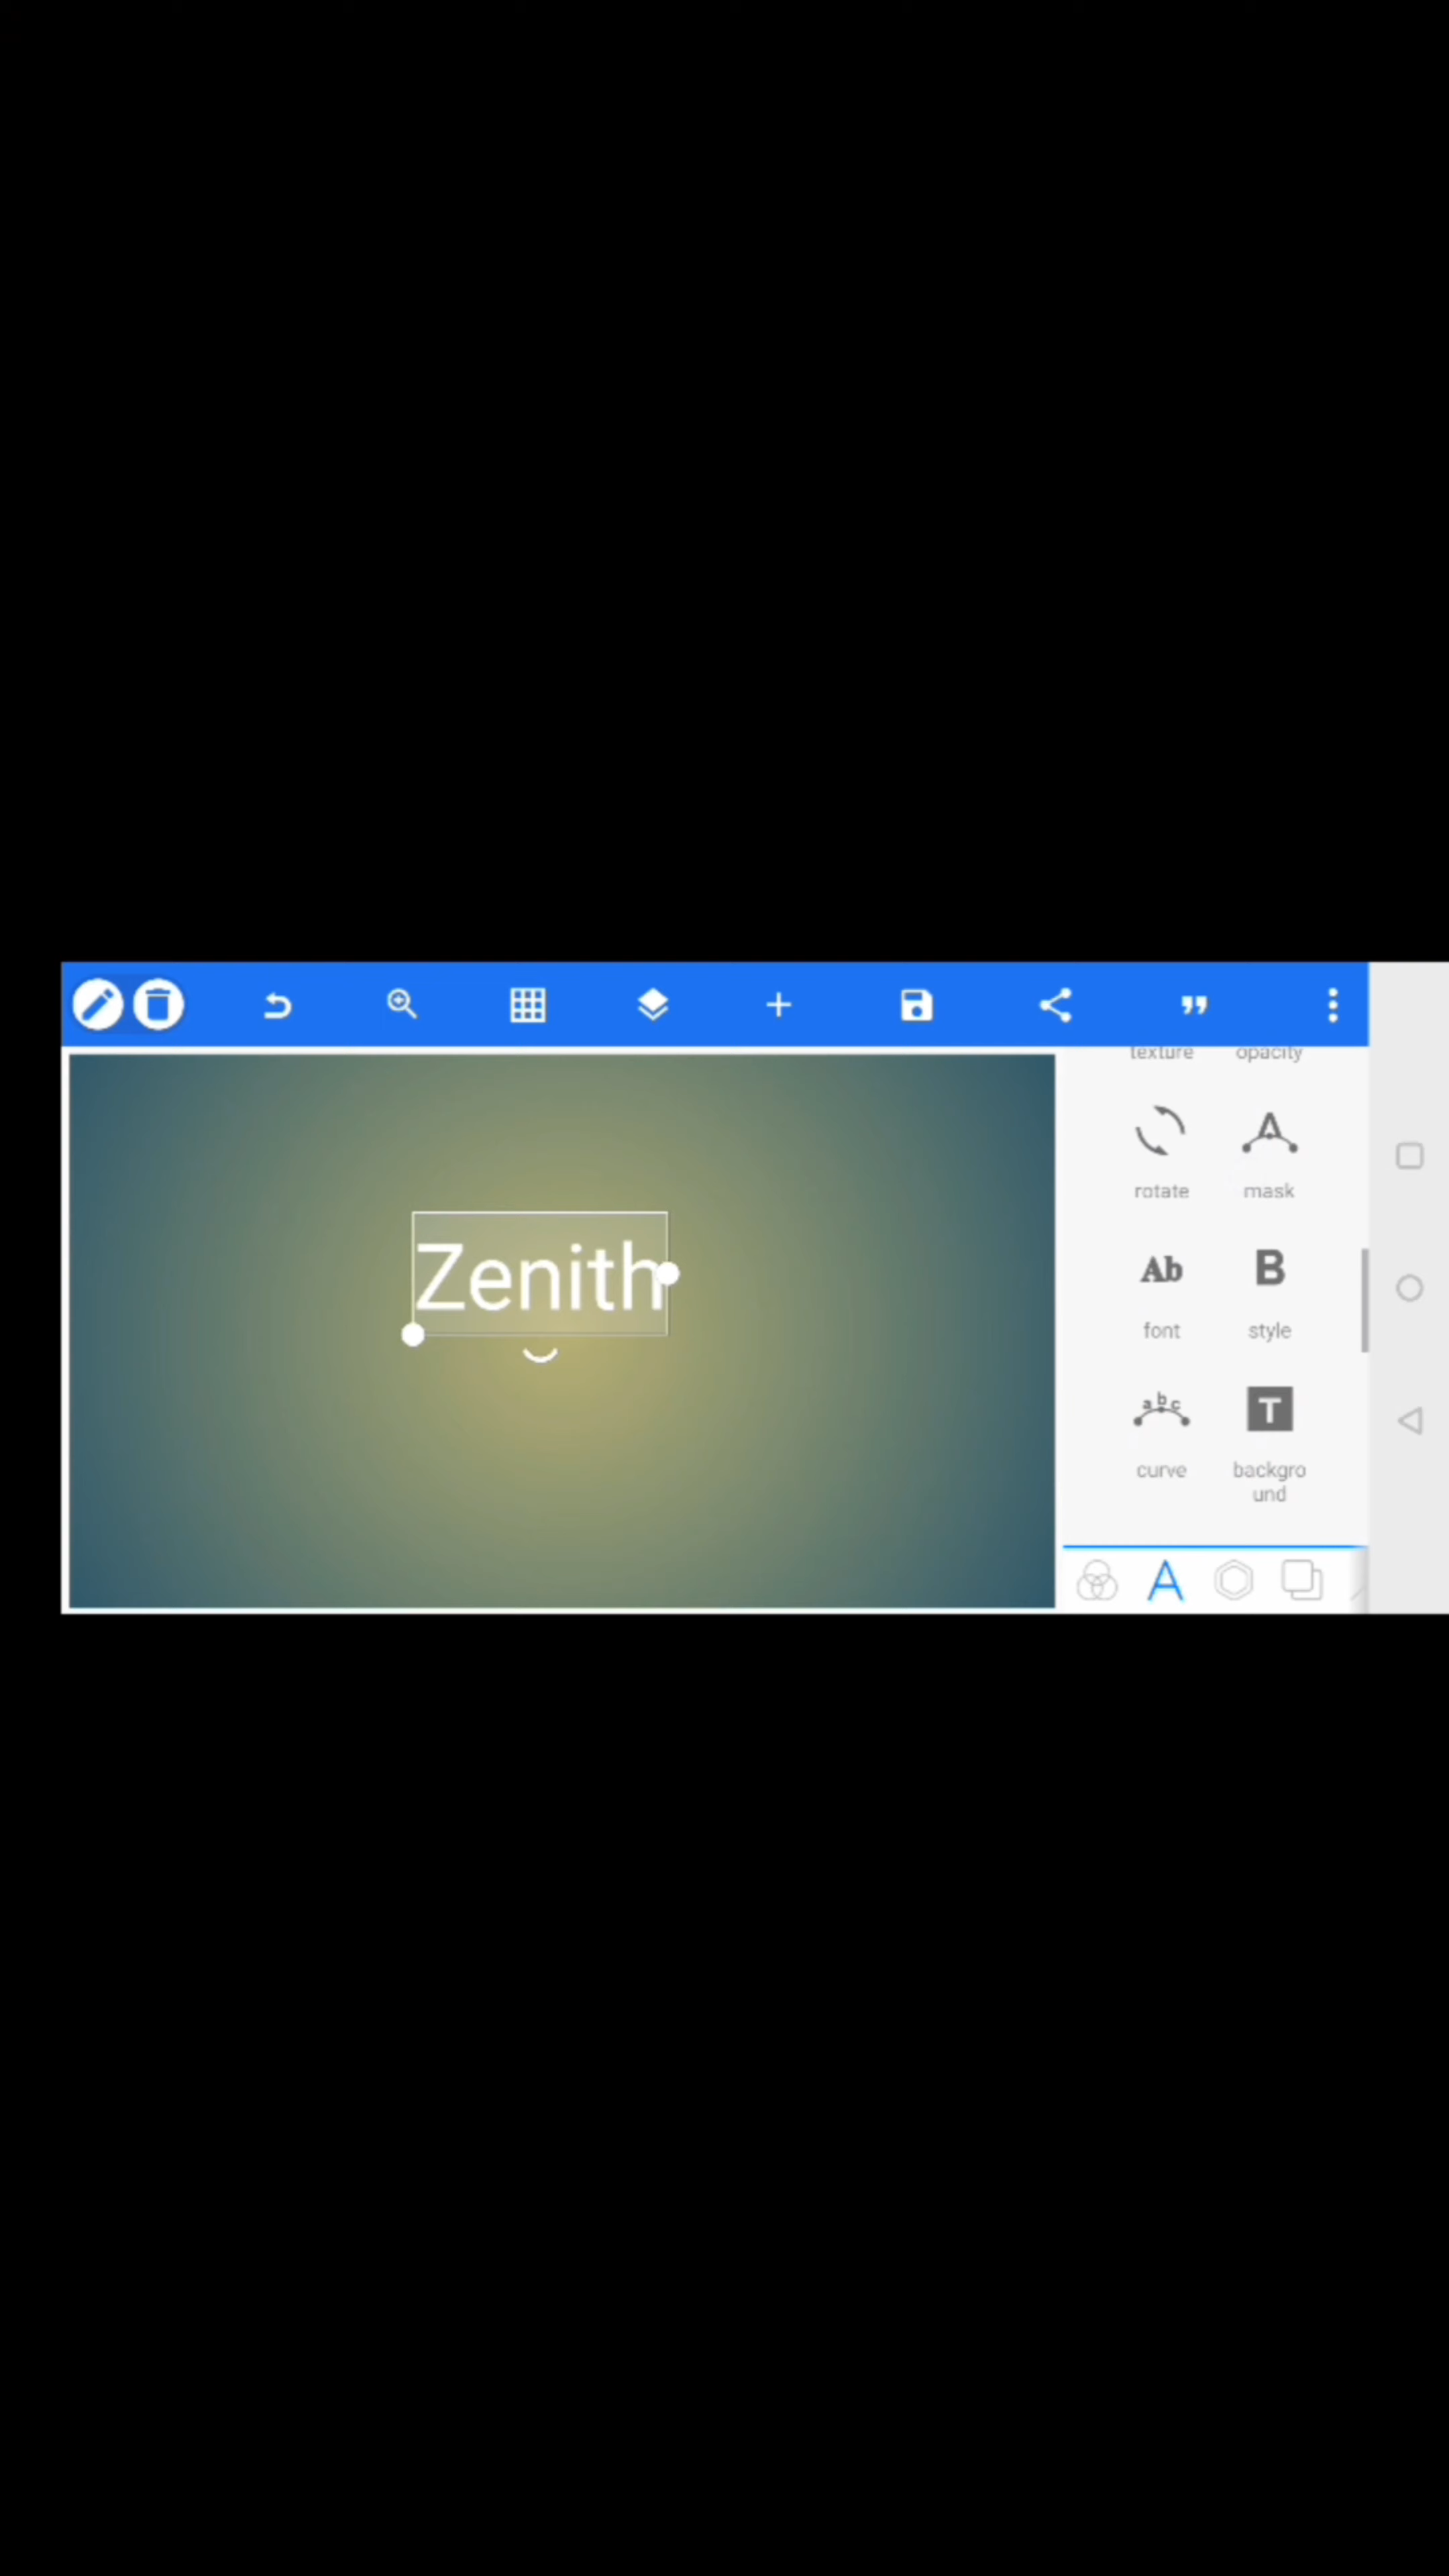 texture opacity
Zenith
rotate mask
Ab B
font style
a b c T
curve backgro
und
A